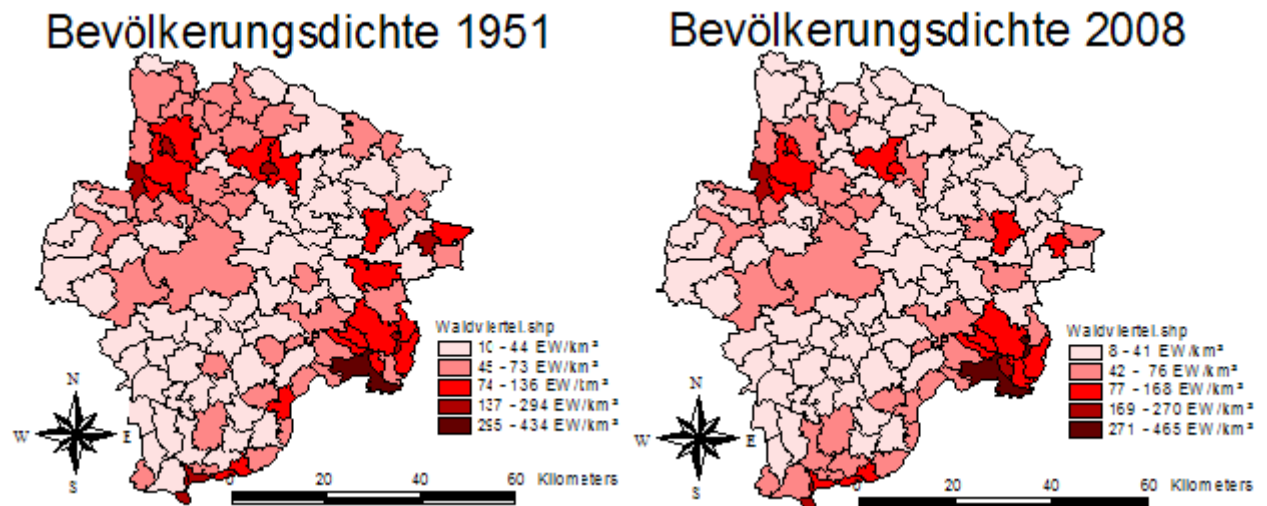 Bevölkerungsdichte 1951
Waldviertel.shp
10 - 44 EW/km²
45 - 73 EW/km²
74 - 136 EW/km²
137 - 294 EW/km²
295 - 434 EW/km²
N
W E
S
0 20 40 60 Kilometers
Bevölkerungsdichte 2008
Waldviertel.shp
8 - 41 EW/km²
42 - 76 EW/km²
77 - 168 EW/km²
169 - 270 EW/km²
271 - 465 EW/km²
N
W E
S
0 20 40 60 Kilometers